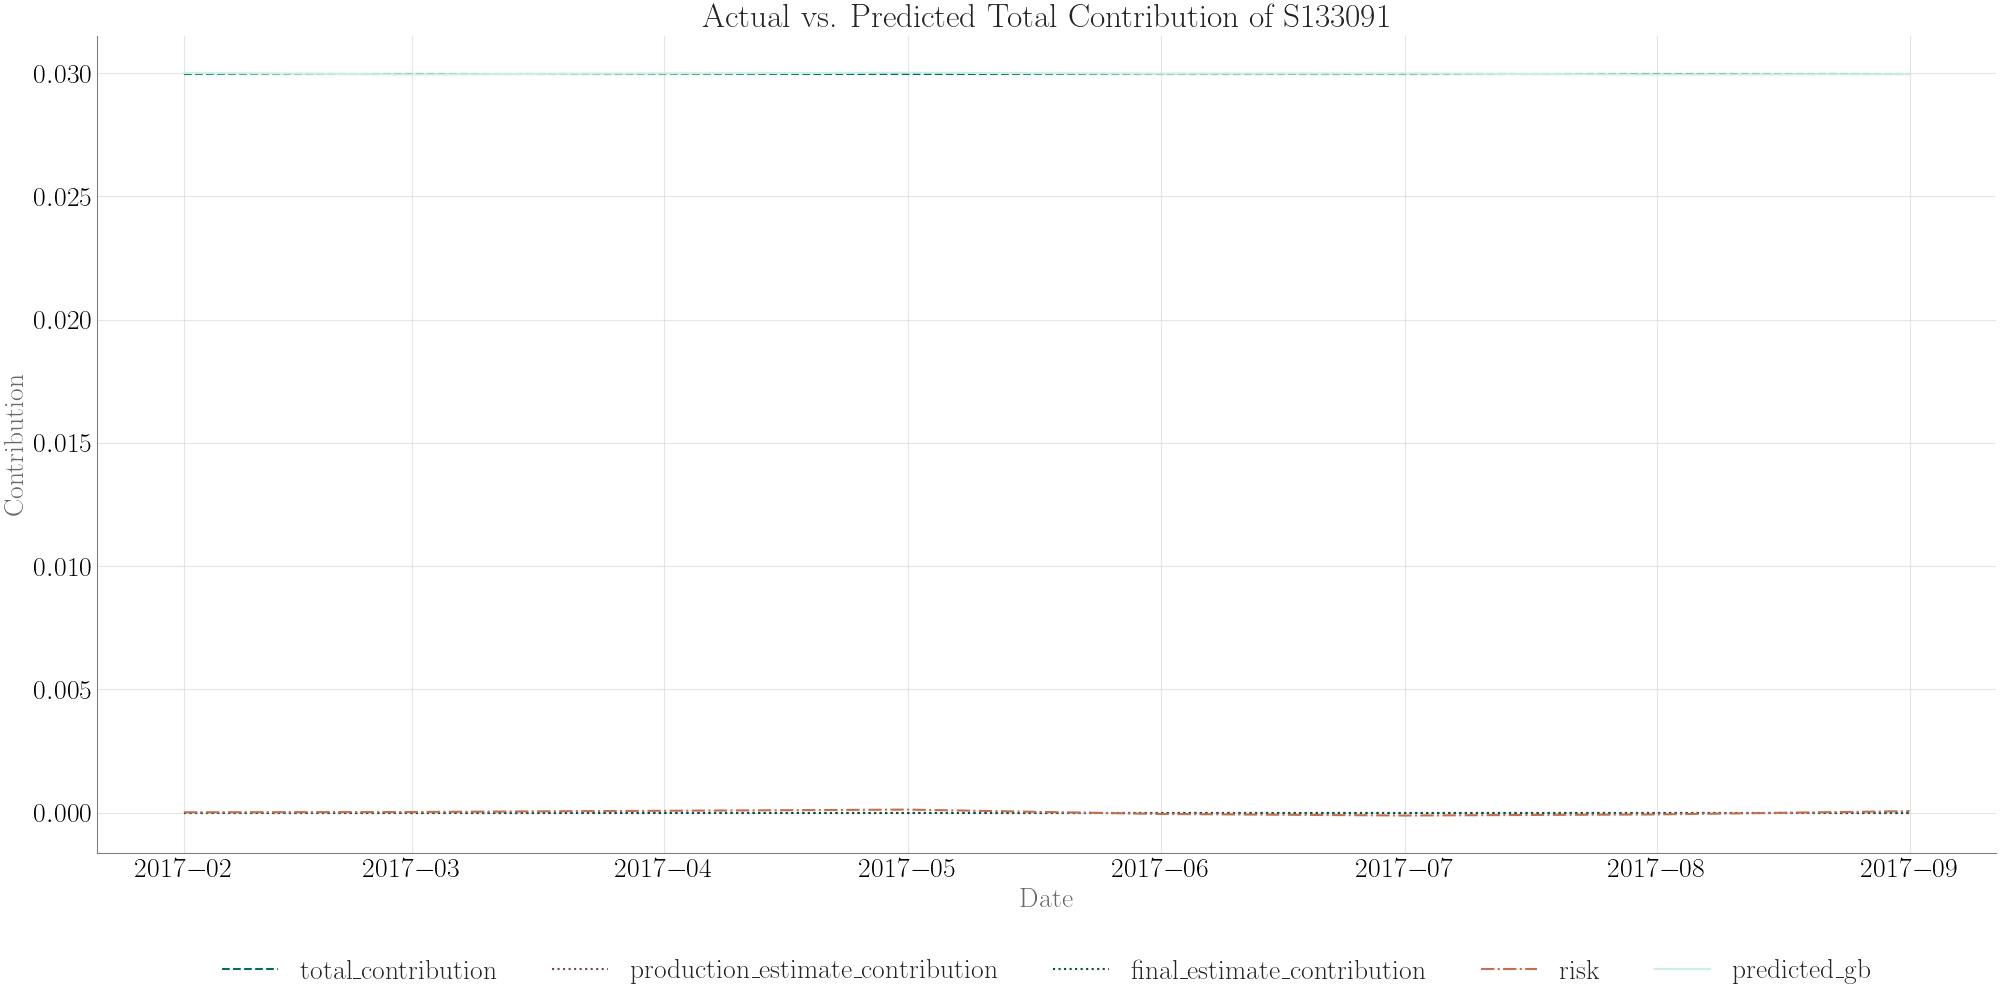 Actual vs. Predicted Total Contribution of S133091
0.030
0.025
0.020
0.015
0.010
0.005
0.000
Contribution
2017–02 2017–03 2017–04 2017–05 2017–06 2017–07 2017–08 2017–09
Date
total_contribution production_estimate_contribution final_estimate_contribution risk predicted_gb